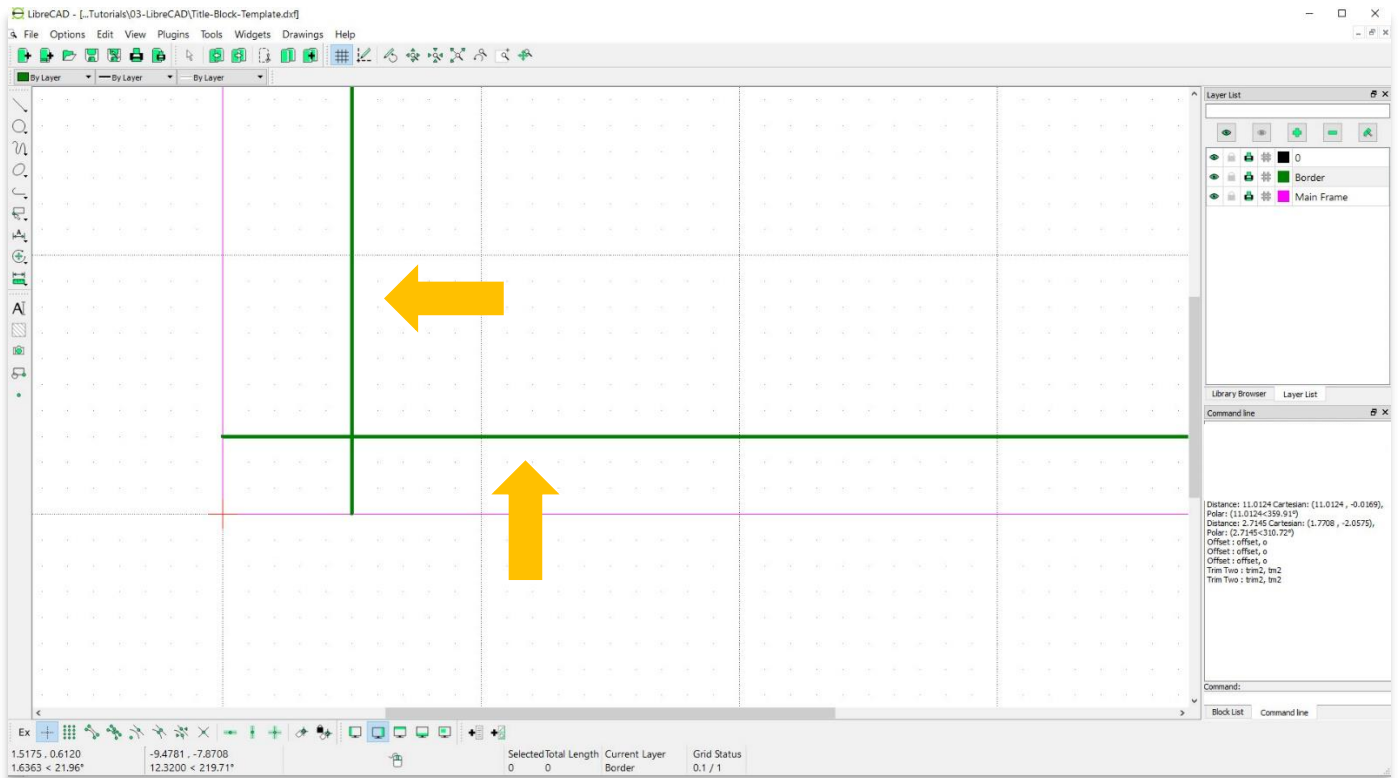 LibreCAD - [...Tutorials\03-LibreCAD\Title-Block-Template.dxf]
File Options Edit View Plugins Tools Widgets Drawings Help
By Layer By Layer By Layer
Layer List
0
Border
Main Frame
Library Browser Layer List
Command line
Distance: 11.0124 Cartesian: (11.0124 , -0.0169),
Polar: (11.0124<359.91°)
Distance: 2.7145 Cartesian: (1.7708 , -2.0575),
Polar: (2.7145<310.72°)
Offset : offset, o
Offset : offset, o
Offset : offset, o
Trim Two : trim2, tm2
Trim Two : trim2, tm2
Command:
Block List Command line
Ex
1.5175 , 0.6120 -9.4781 , -7.8708 Selected Total Length Current Layer Grid Status
1.6363 < 21.96° 12.3200 < 219.71° 0 0 Border 0.1 / 1